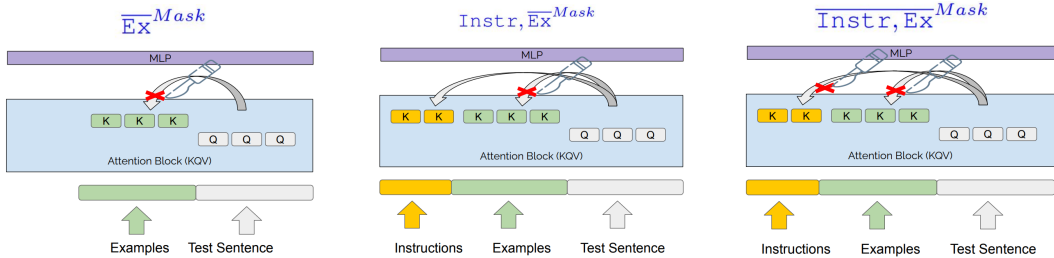 Ex^Mask
MLP
K K K
Q Q Q
Attention Block (KQV)
Examples Test Sentence
Instr, Ex^Mask
MLP
K K K K K
Q Q Q
Attention Block (KQV)
Instructions Examples Test Sentence
Instr, Ex^Mask
MLP
K K K K K
Q Q Q
Attention Block (KQV)
Instructions Examples Test Sentence